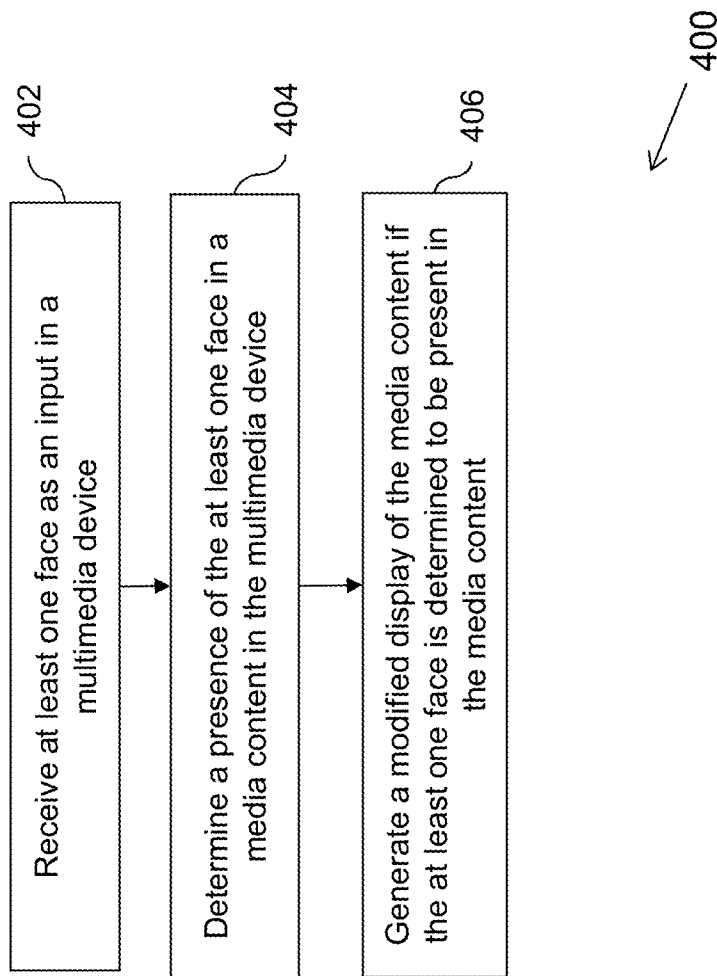 Receive at least one face as an input in a
multimedia device
402
Determine a presence of the at least one face in a
media content in the multimedia device
404
Generate a modified display of the media content if
the at least one face is determined to be present in
the media content
406
400